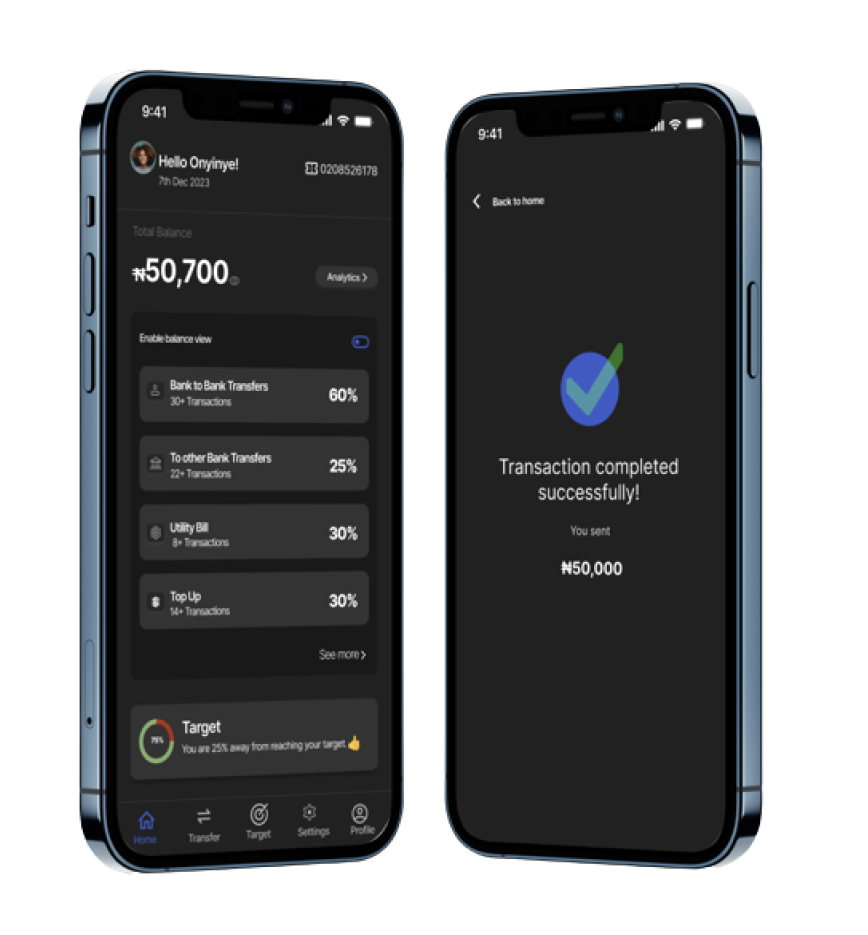 9:41
Hello Onyinye!
7th Dec 2023
0208526178
Total Balance
₦50,700
Analytics
Enable balance view
Bank to Bank Transfers
30+ Transactions
60%
To other Bank Transfers
22+ Transactions
25%
Utility Bill
8+ Transactions
30%
Top Up
14+ Transactions
30%
See more
75%
Target
You are 25% away from reaching your target.👍
Home
Transfer
Target
Settings
Profile
9:41
Back to home
Transaction completed
successfully!
You sent
₦50,000